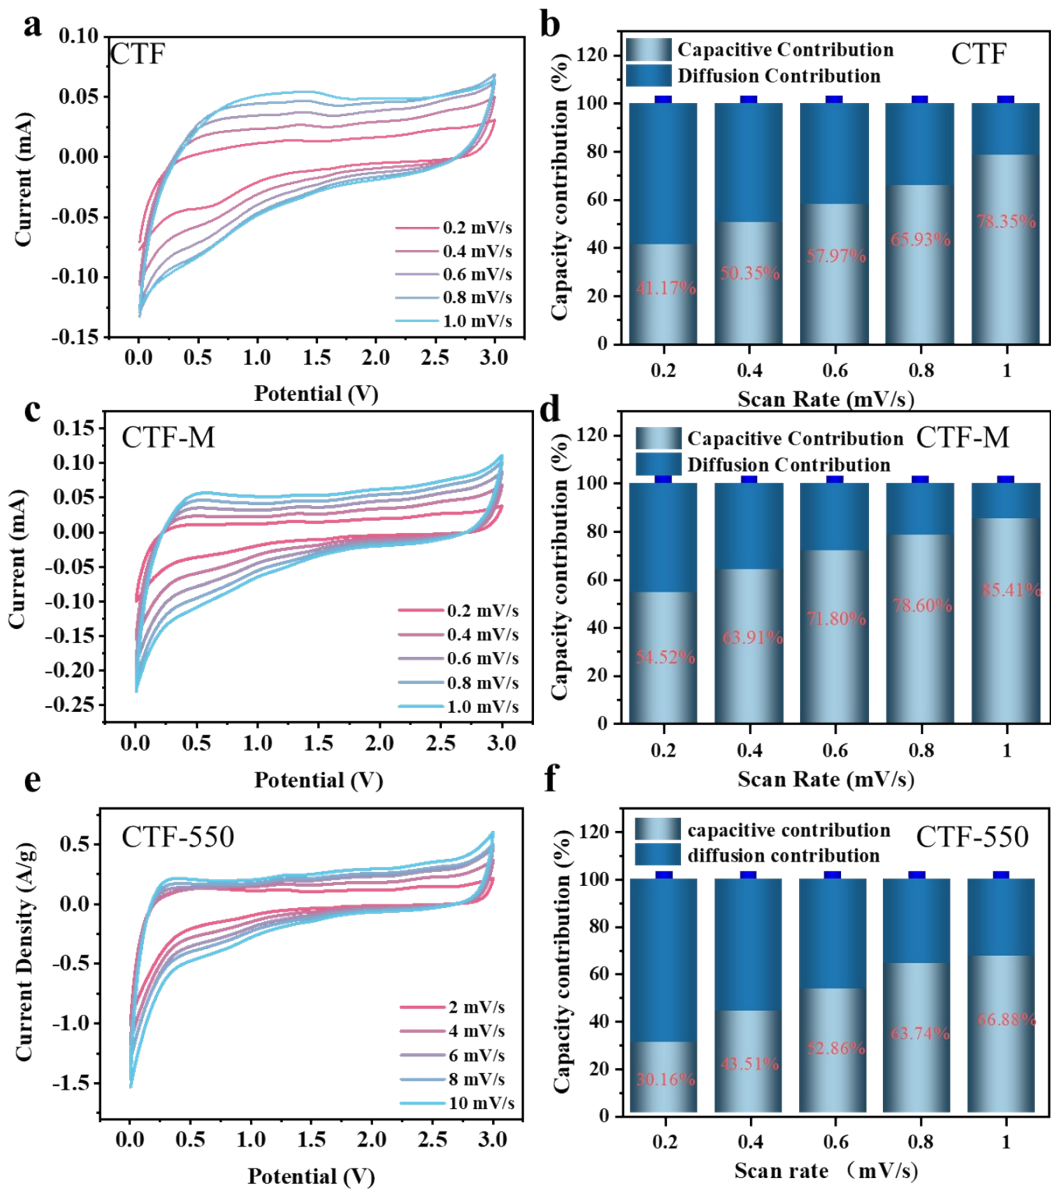 a
CTF
0.10
0.05
0.00
-0.05
-0.10
-0.15
Current (mA)
0.2 mV/s
0.4 mV/s
0.6 mV/s
0.8 mV/s
1.0 mV/s
0.0 0.5 1.0 1.5 2.0 2.5 3.0
Potential (V)
b
CTF
Capacitive Contribution
Diffusion Contribution
120
100
80
60
40
20
0
Capacity contribution (%)
41.17%
50.35%
57.97%
65.93%
78.35%
0.2 0.4 0.6 0.8 1
Scan Rate (mV/s)
c
CTF-M
0.15
0.10
0.05
0.00
-0.05
-0.10
-0.15
-0.20
-0.25
Current (mA)
0.2 mV/s
0.4 mV/s
0.6 mV/s
0.8 mV/s
1.0 mV/s
0.0 0.5 1.0 1.5 2.0 2.5 3.0
Potential (V)
d
CTF-M
Capacitive Contribution
Diffusion Contribution
120
100
80
60
40
20
0
Capacity contribution (%)
54.52%
63.91%
71.80%
78.60%
85.41%
0.2 0.4 0.6 0.8 1
Scan Rate (mV/s)
e
CTF-550
0.5
0.0
-0.5
-1.0
-1.5
Current Density (A/g)
2 mV/s
4 mV/s
6 mV/s
8 mV/s
10 mV/s
0.0 0.5 1.0 1.5 2.0 2.5 3.0
Potential (V)
f
CTF-550
capacitive contribution
diffusion contribution
120
100
80
60
40
20
0
Capacity contribution (%)
30.16%
43.51%
52.86%
63.74%
66.88%
0.2 0.4 0.6 0.8 1
Scan rate （mV/s)